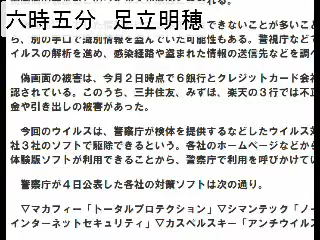 六時五分 足立明穂
できないことが多いこと
ら、別の手口で識別情報を盗んでいた可能性もある。警視庁などで
イルスの解析を進め、感染経路や盗まれた情報の送信先などを調べ
偽画面の被害は、今月２日時点で６銀行とクレジットカード会社
認されている。このうち、三井住友、みずほ、楽天の３行では不正
金や引き出しの被害があった。
今回のウイルスは、警察庁が検体を提供するなどしたウイルス対
社３社のソフトで駆除できるという。各社のホームページなどから
体験版ソフトが利用できることから、警察庁で利用を呼びかけてい
警察庁が４日公表した各社の対策ソフトは次の通り。
▽マカフィー「トータルプロテクション」▽シマンテック「ノー
インターネットセキュリティ」▽カスペルスキー「アンチウイルス